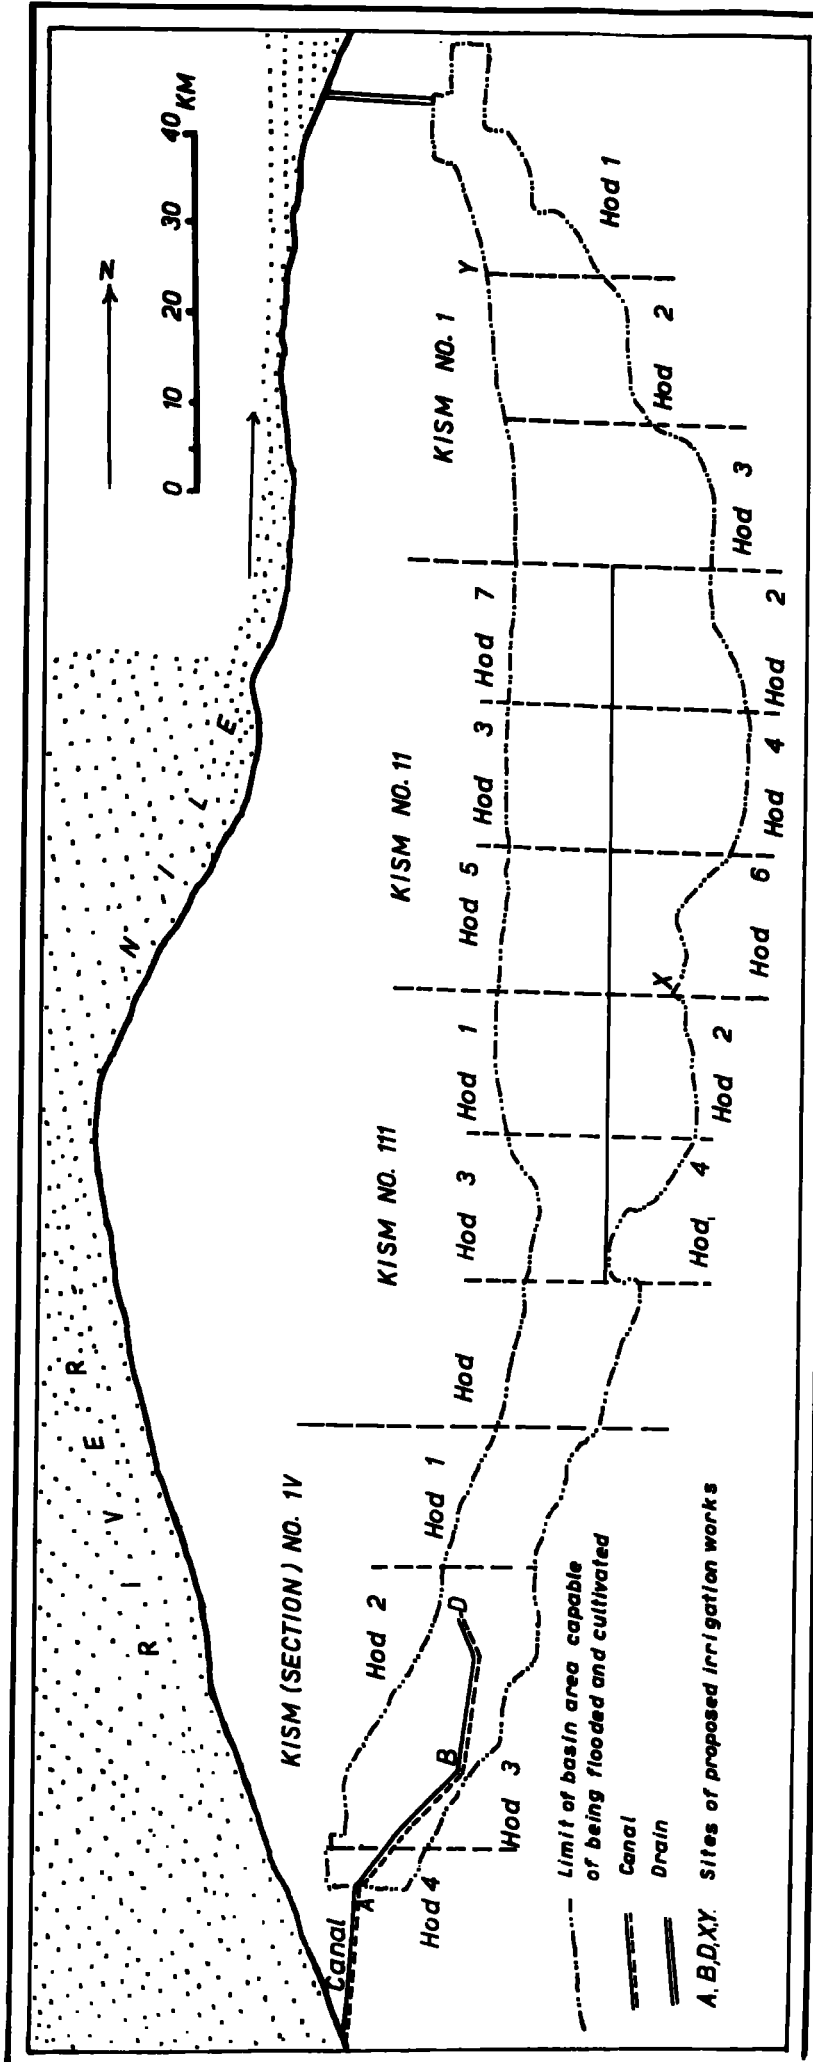 RIVER NILE
N
0 10 20 30 40 KM
KISM (SECTION) NO. 1V
KISM NO. 111
KISM NO. 11
KISM NO. 1
Canal
A
B
D
Hod 4
Hod 3
Hod 2
Hod 1
Hod
Hod 3
Hod 4
Hod 1
Hod 2
X
Hod 5
Hod 6
Hod 3
Hod 4
Hod 7
Hod 2
Hod 3
Hod 2
Y
Hod 1
Limit of basin area capable
of being flooded and cultivated
Canal
Drain
A, B,D,X,Y. Sites of proposed irrigation works